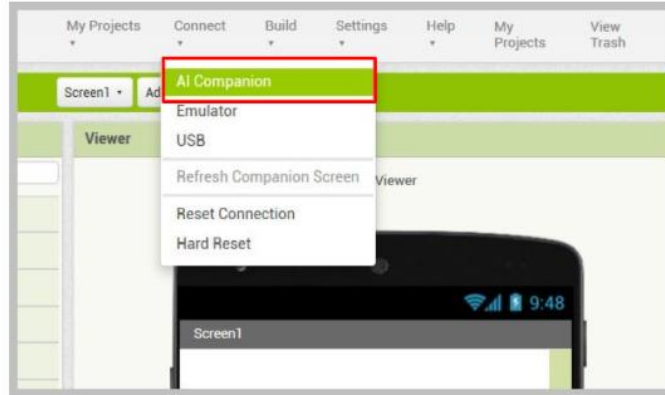 My Projects Connect Build Settings Help My Projects View Trash
Screen1 Ad
AI Companion
Emulator
Viewer
USB
Refresh Companion Screen
Viewer
Reset Connection
Hard Reset
9:48
Screen1